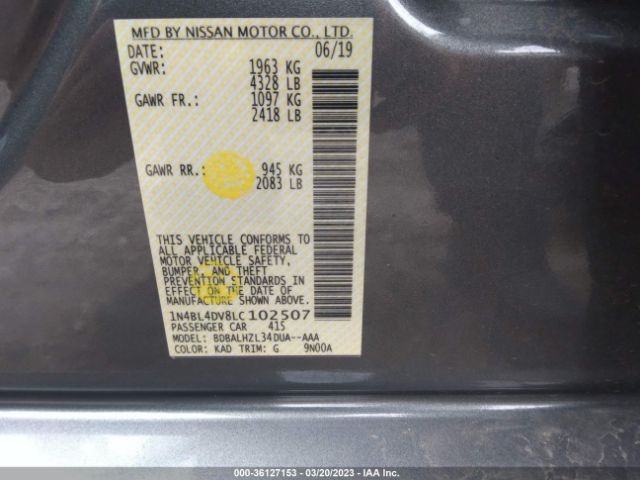 MFD BY NISSAN MOTOR CO., LTD.
DATE: 06/19
GVWR: 1963 KG
4328 LB
GAWR FR.: 1097 KG
2418 LB
GAWR RR.: 945 KG
2083 LB
THIS VEHICLE CONFORMS TO
ALL APPLICABLE FEDERAL
MOTOR VEHICLE SAFETY,
BUMPER, AND THEFT
PREVENTION STANDARDS IN
EFFECT ON THE DATE OF
MANUFACTURE SHOWN ABOVE.
1N4BL4DV8LC102507
PASSENGER CAR 415
MODEL: BDBALHZL34DUA--AAA
COLOR: KAD TRIM: G 9N00A
000-36127153 - 03/20/2023 - IAA Inc.